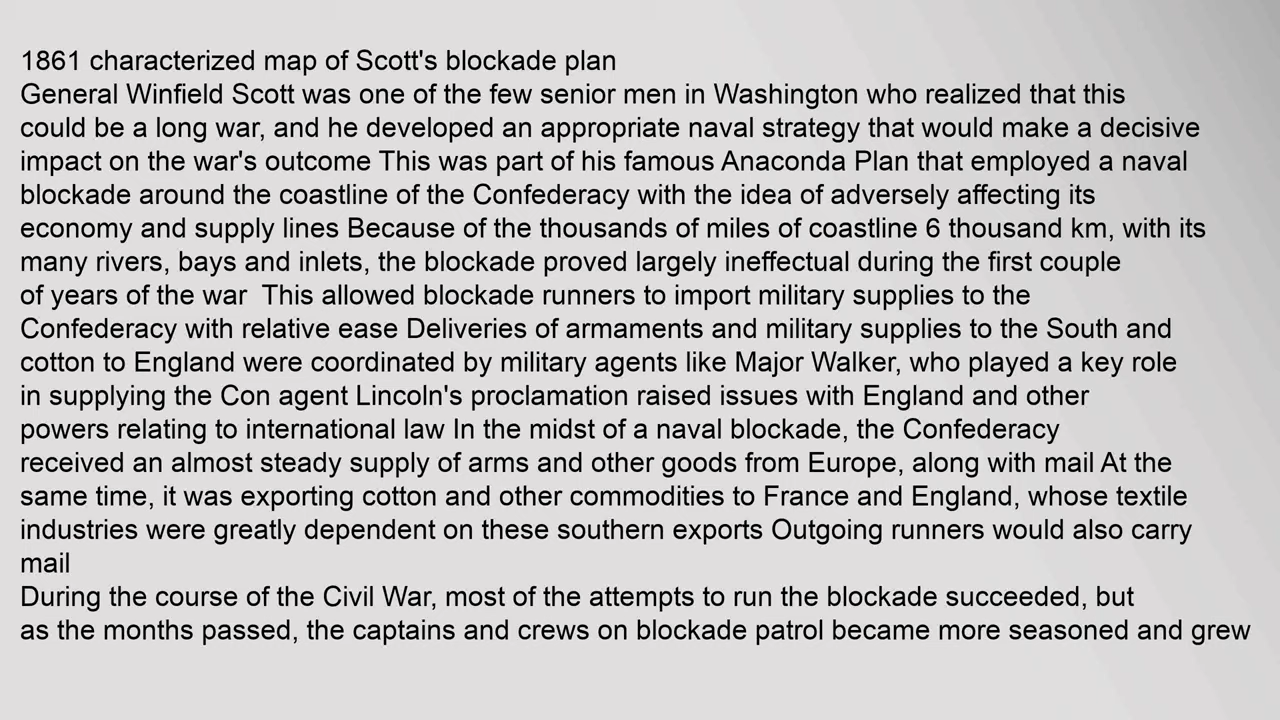 1861 characterized map of Scott's blockade plan
General Winfield Scott was one of the few senior men in Washington who realized that this
could be a long war, and he developed an appropriate naval strategy that would make a decisive
impact on the war's outcome This was part of his famous Anaconda Plan that employed a naval
blockade around the coastline of the Confederacy with the idea of adversely affecting its
economy and supply lines Because of the thousands of miles of coastline 6 thousand km, with its
many rivers, bays and inlets, the blockade proved largely ineffectual during the first couple
of years of the war  This allowed blockade runners to import military supplies to the
Confederacy with relative ease Deliveries of armaments and military supplies to the South and
cotton to England were coordinated by military agents like Major Walker, who played a key role
in supplying the Con agent Lincoln's proclamation raised issues with England and other
powers relating to international law In the midst of a naval blockade, the Confederacy
received an almost steady supply of arms and other goods from Europe, along with mail At the
same time, it was exporting cotton and other commodities to France and England, whose textile
industries were greatly dependent on these southern exports Outgoing runners would also carry
mail
During the course of the Civil War, most of the attempts to run the blockade succeeded, but
as the months passed, the captains and crews on blockade patrol became more seasoned and grew